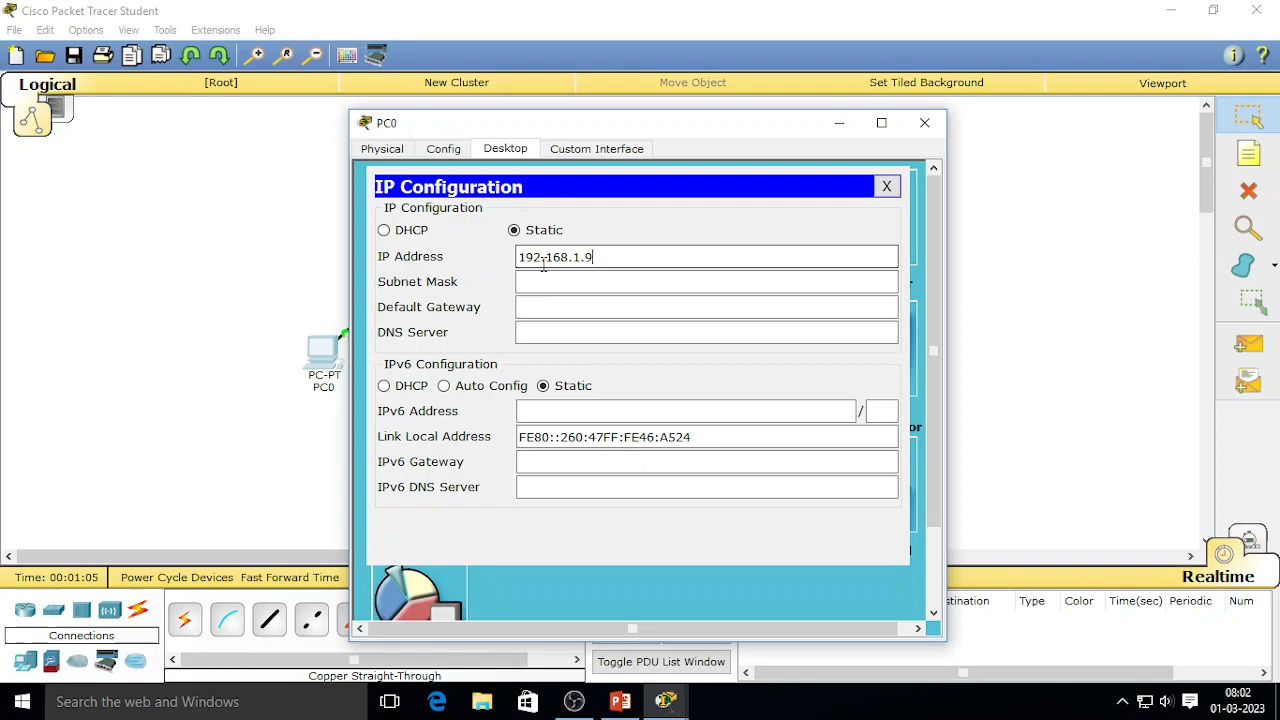 Cisco Packet Tracer Student
File Edit Options View Tools Extensions Help
Logical [Root] New Cluster Move Object Set Tiled Background Viewport
PC0
Physical Config Desktop Custom Interface
IP Configuration X
IP Configuration
DHCP Static
IP Address 192.168.1.9
Subnet Mask
Default Gateway
DNS Server
IPv6 Configuration
DHCP Auto Config Static
IPv6 Address /
Link Local Address FE80::260:47FF:FE46:A524
IPv6 Gateway
IPv6 DNS Server
PC-PT
PC0
Time: 00:01:05 Power Cycle Devices Fast Forward Time Realtime
Type Color Time(sec) Periodic Num
Connections
Toggle PDU List Window
Copper Straight-Through
Search the web and Windows
08:02
01-03-2023